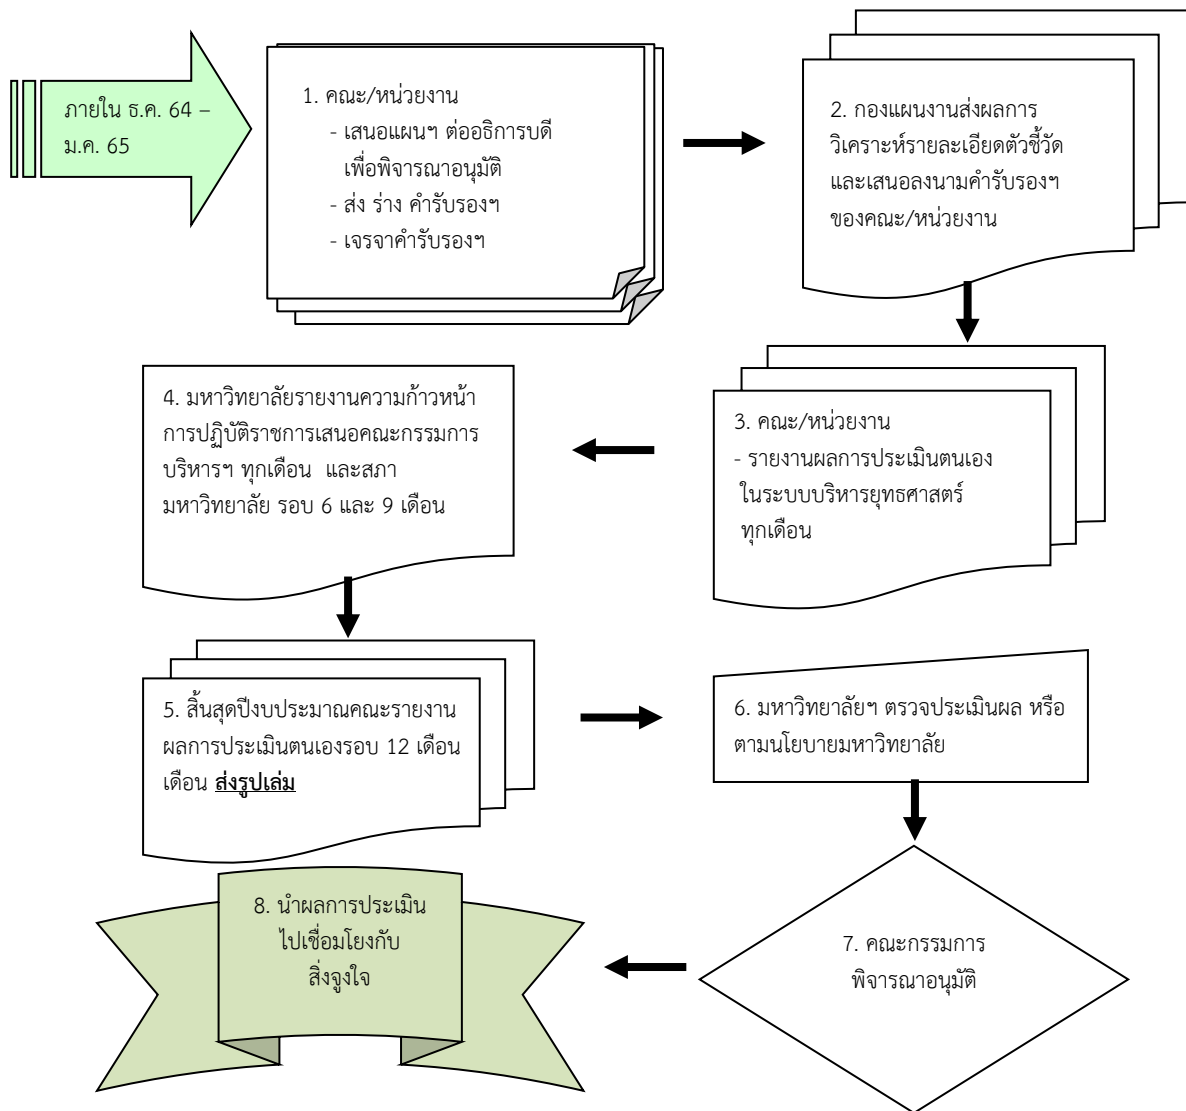 ภายใน ธ.ค. 64 –
ม.ค. 65
1. คณะ/หน่วยงาน
- เสนอแผนฯ ต่ออธิการบดี
เพื่อพิจารณาอนุมัติ
- ส่ง ร่าง คำรับรองฯ
- เจรจาคำรับรองฯ
2. กองแผนงานส่งผลการ
วิเคราะห์รายละเอียดตัวชี้วัด
และเสนอลงนามคำรับรองฯ
ของคณะ/หน่วยงาน
3. คณะ/หน่วยงาน
- รายงานผลการประเมินตนเอง
ในระบบบริหารยุทธศาสตร์
ทุกเดือน
4. มหาวิทยาลัยรายงานความก้าวหน้า
การปฏิบัติราชการเสนอคณะกรรมการ
บริหารฯ ทุกเดือน และสภา
มหาวิทยาลัย รอบ 6 และ 9 เดือน
5. สิ้นสุดปีงบประมาณคณะรายงาน
ผลการประเมินตนเองรอบ 12 เดือน
เดือน ส่งรูปเล่ม
6. มหาวิทยาลัยฯ ตรวจประเมินผล หรือ
ตามนโยบายมหาวิทยาลัย
7. คณะกรรมการ
พิจารณาอนุมัติ
8. นำผลการประเมิน
ไปเชื่อมโยงกับ
สิ่งจูงใจ